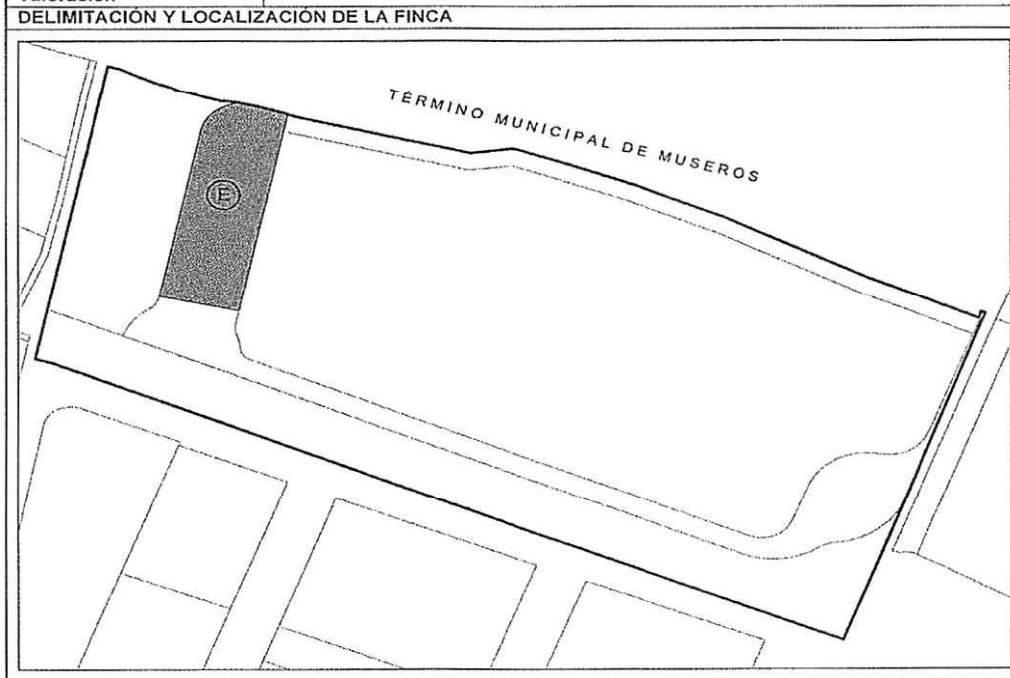 DELIMITACIÓN Y LOCALIZACIÓN DE LA FINCA
TÉRMINO MUNICIPAL DE MUSEROS
E